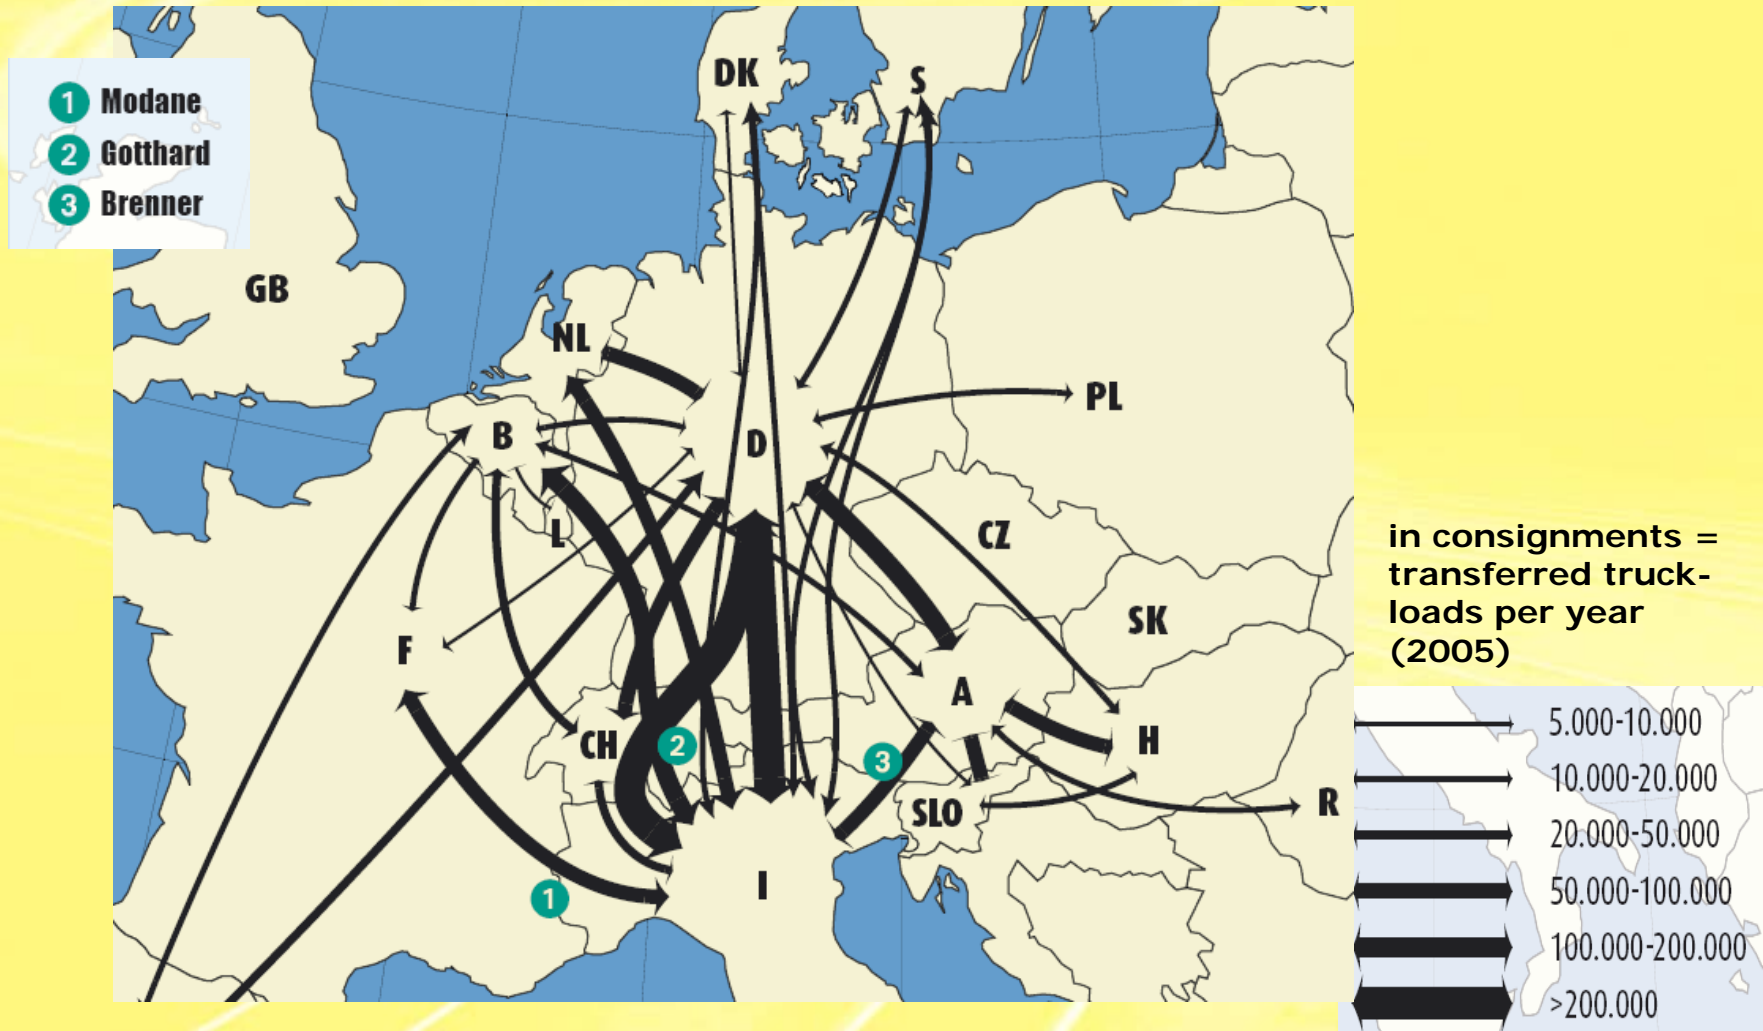 1 Modane
2 Gotthard
3 Brenner
DK
S
GB
NL
PL
B
D
L
CZ
F
SK
A
CH
2
3
H
SLO
R
1
I
in consignments =
transferred truck-
loads per year
(2005)
5.000-10.000
10.000-20.000
20.000-50.000
50.000-100.000
100.000-200.000
>200.000